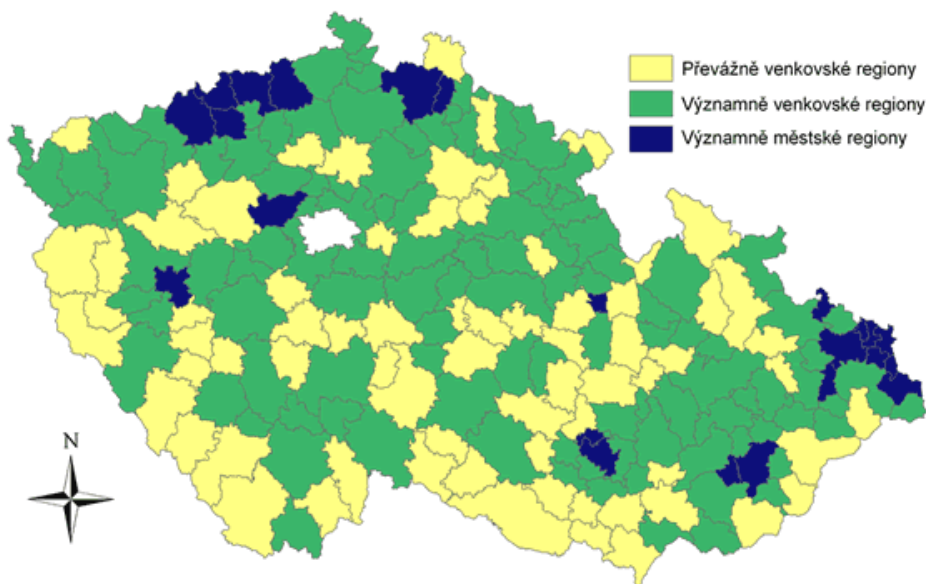 Převážně venkovské regiony
Významně venkovské regiony
Významně městské regiony
N